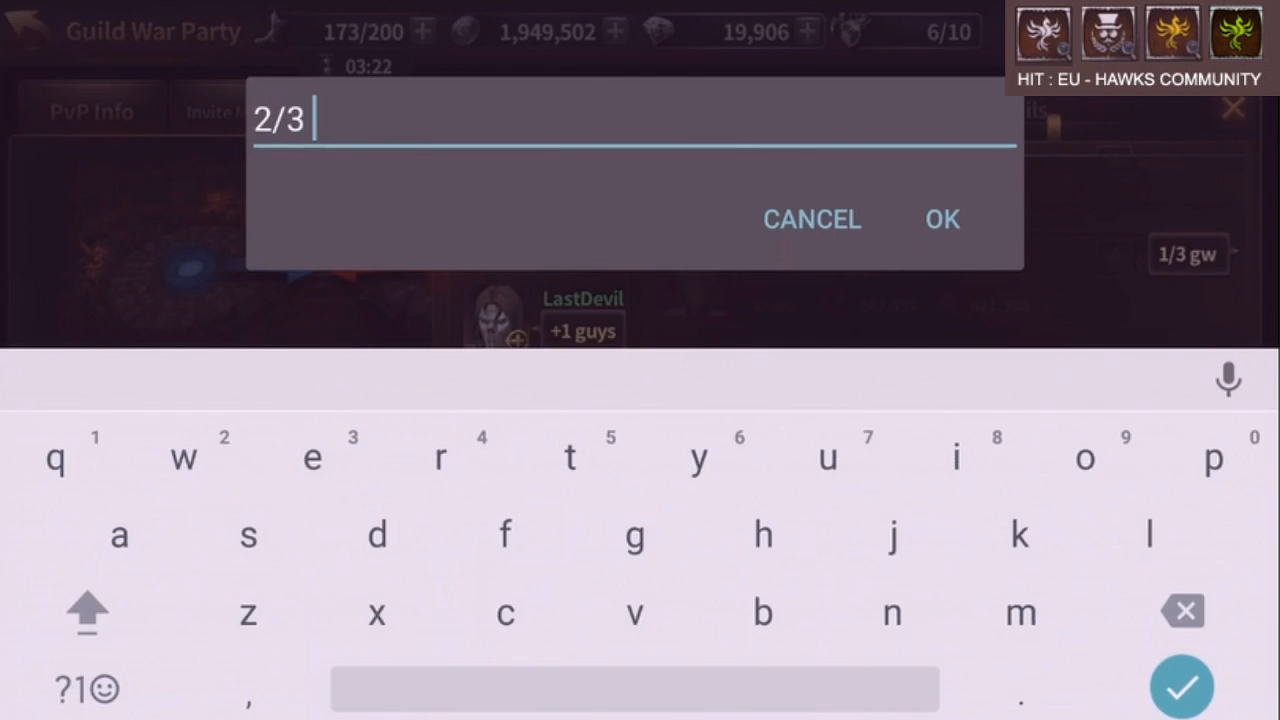 Guild War Party 173/200 1,949,502 19,906 6/10
03:22
HIT : EU - HAWKS COMMUNITY
PvP Info
2/3
CANCEL OK
1/3 gw
LastDevil
+1 guys
1 2 3 4 5 6 7 8 9 0
q w e r t y u i o p
a s d f g h j k l
z x c v b n m
?1☺ , .